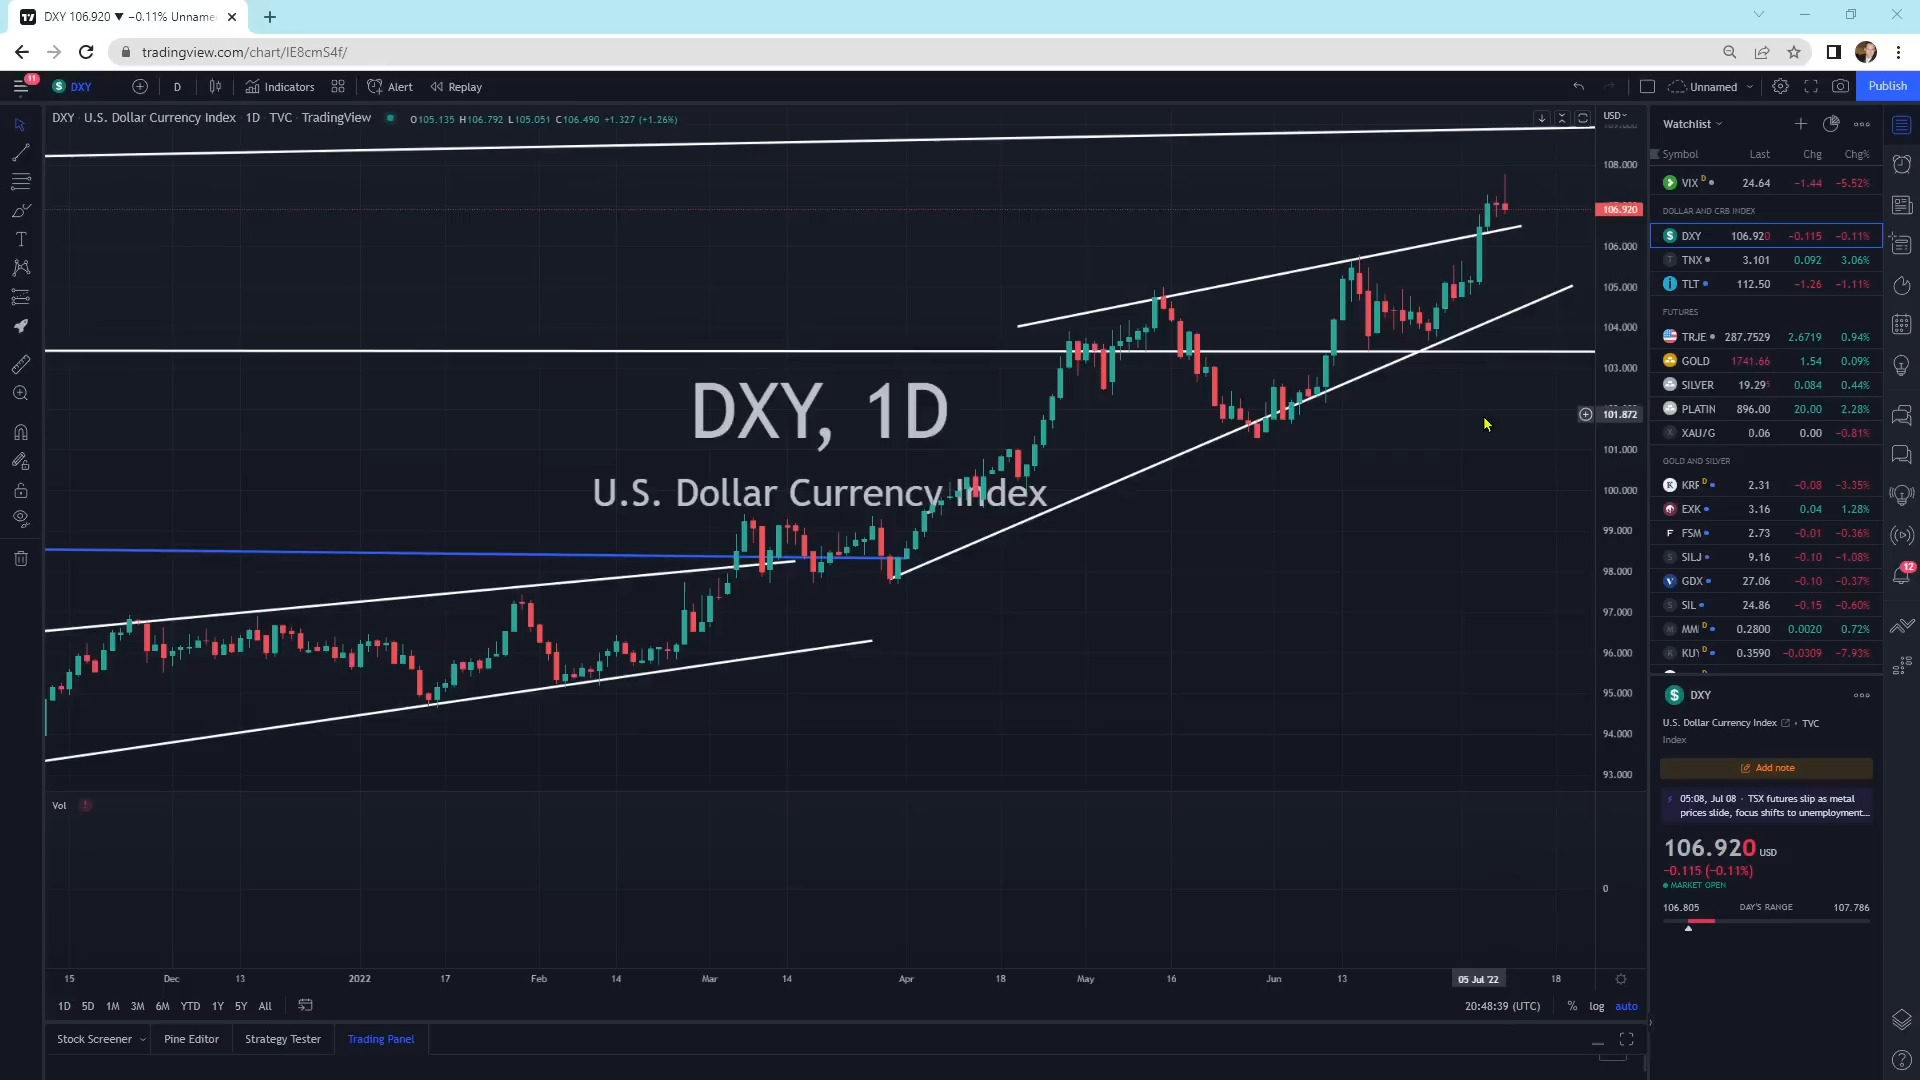 DXY 106.920 ▼ −0.11% Unname
tradingview.com/chart/IE8cmS4f/
11
DXY
D
Indicators
Alert
Replay
Unnamed
Publish
DXY · U.S. Dollar Currency Index · 1D · TVC · TradingView
O105.135 H106.792 L105.051 C106.490 +1.327 (+1.26%)
USD
108.000
106.920
106.000
105.000
104.000
103.000
101.872
101.000
100.000
99.000
98.000
97.000
96.000
95.000
94.000
93.000
DXY, 1D
U.S. Dollar Currency Index
Vol
0
15 Dec 13 2022 17 Feb 14 Mar 14 Apr 18 May 16 Jun 13 05 Jul '22 18
1D 5D 1M 3M 6M YTD 1Y 5Y All
20:48:39 (UTC) % log auto
Stock Screener Pine Editor Strategy Tester Trading Panel
Watchlist
Symbol Last Chg Chg%
VIX D 24.64 −1.44 −5.52%
DOLLAR AND CRB INDEX
DXY 106.920 −0.115 −0.11%
TNX 3.101 0.092 3.06%
TLT 112.50 −1.26 −1.11%
FUTURES
TRJE 287.7529 2.6719 0.94%
GOLD 1741.66 1.54 0.09%
SILVER 19.295 0.084 0.44%
PLATIN 896.00 20.00 2.28%
XAU/G 0.06 0.00 −0.81%
GOLD AND SILVER
KRR D 2.31 −0.08 −3.35%
EXK 3.16 0.04 1.28%
FSM 2.73 −0.01 −0.36%
SILJ 9.16 −0.10 −1.08%
GDX 27.06 −0.10 −0.37%
SIL 24.86 −0.15 −0.60%
D 0.2800 0.0020 0.72%
KUY D 0.3590 −0.0309 −7.93%
12
DXY
U.S. Dollar Currency Index · TVC
Index
Add note
05:08, Jul 08 · TSX futures slip as metal
prices slide, focus shifts to unemployment...
106.920 USD
−0.115 (−0.11%)
MARKET OPEN
106.805 DAY'S RANGE 107.786